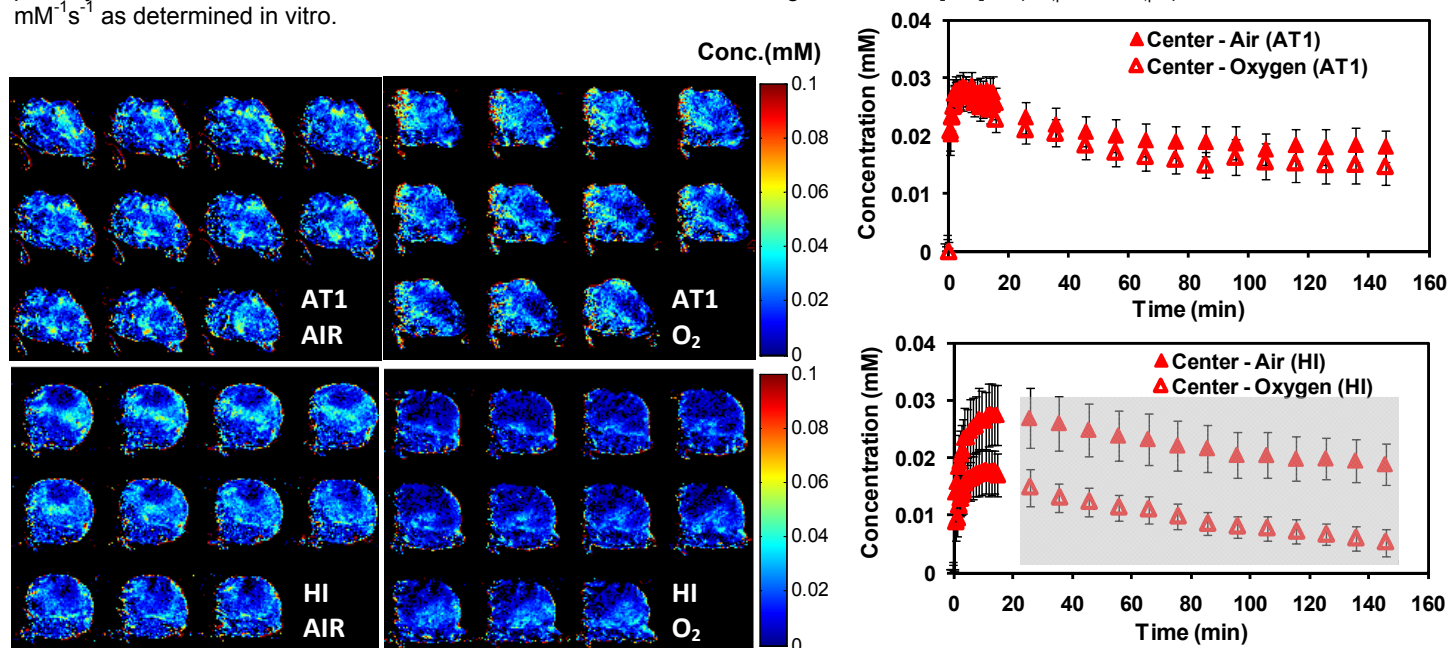 mM⁻¹s⁻¹ as determined in vitro.
Conc.(mM)
0.1
0.08
0.06
0.04
0.02
0
AT1
AIR
AT1
O₂
0.1
0.08
0.06
0.04
0.02
0
HI
AIR
HI
O₂
Center - Air (AT1)
Center - Oxygen (AT1)
Concentration (mM)
0.04
0.03
0.02
0.01
0
0 20 40 60 80 100 120 140 160
Time (min)
Center - Air (HI)
Center - Oxygen (HI)
Concentration (mM)
0.04
0.03
0.02
0.01
0
0 20 40 60 80 100 120 140 160
Time (min)